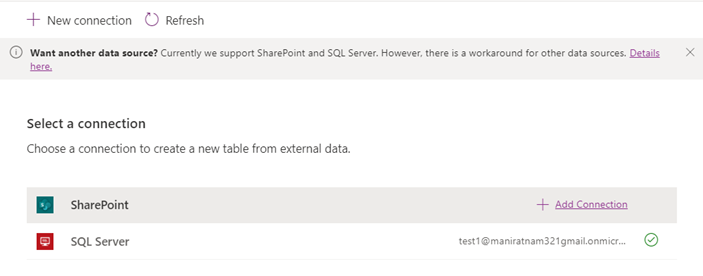 New connection Refresh
Want another data source? Currently we support SharePoint and SQL Server. However, there is a workaround for other data sources. Details
here.
Select a connection
Choose a connection to create a new table from external data.
SharePoint Add Connection
SQL Server test1@maniratnam321gmail.onmicr...